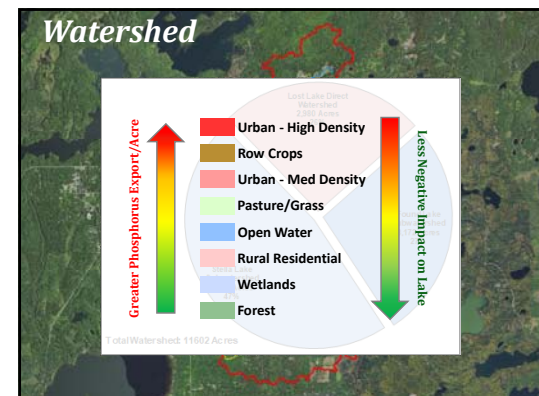 Watershed
Lost Lake Direct
Watershed
Greater Phosphorus Export/Acre
Urban - High Density
Row Crops
Urban - Med Density
Pasture/Grass
Open Water
Rural Residential
Wetlands
Forest
Less Negative Impact on Lake
Total Watershed: 11602 Acres